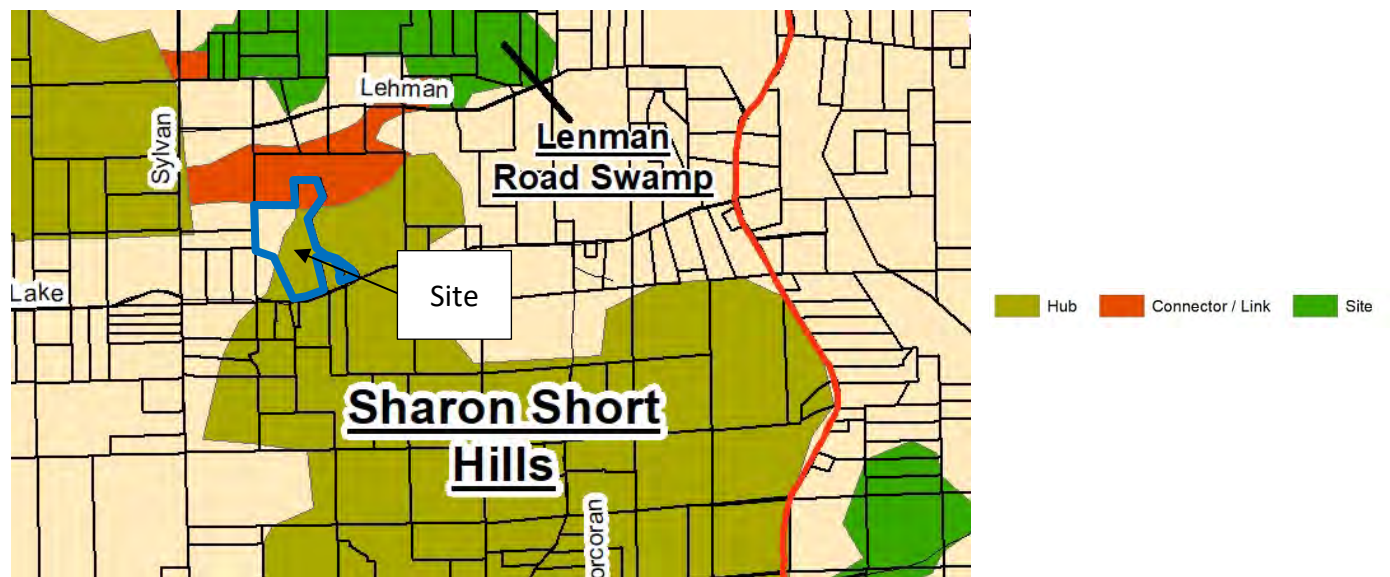 Lehman
Sylvan
Lenman
Road Swamp
Lake
Site
Sharon Short
Hills
orcoran
Hub
Connector / Link
Site